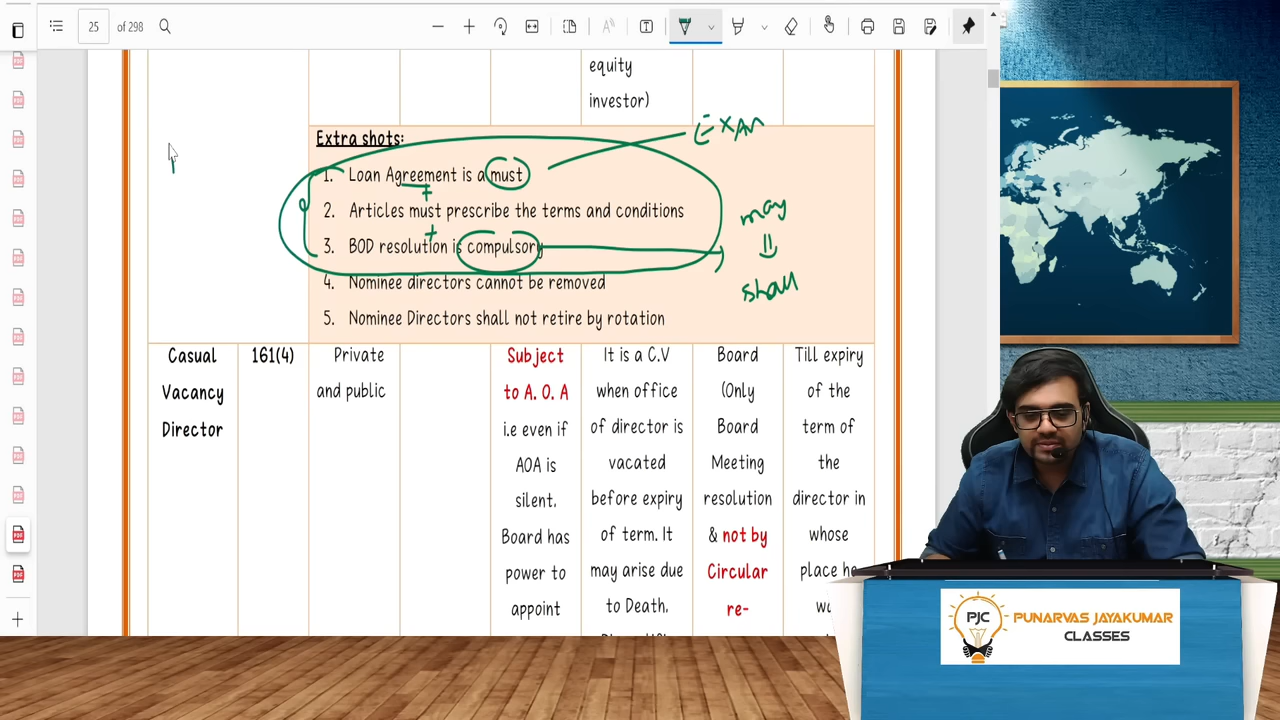 25
of 298
equity
investor)
Extra shots:
EXAM
1. Loan Agreement is a must
2. Articles must prescribe the terms and conditions
3. BOD resolution is compulsory
4. Nominee directors cannot be removed
5. Nominee Directors shall not retire by rotation
may
shall
Casual
Vacancy
Director
161(4)
Private
and public
Subject
to A. O. A
i.e even if
AOA is
silent.
Board has
power to
appoint
It is a C.V
when office
of director is
vacated
before expiry
of term. It
may arise due
to Death.
Board
(Only
Board
Meeting
resolution
& not by
Circular
re-
Till expiry
of the
term of
the
director in
whose
place he
PJC
PUNARVAS JAYAKUMAR
CLASSES